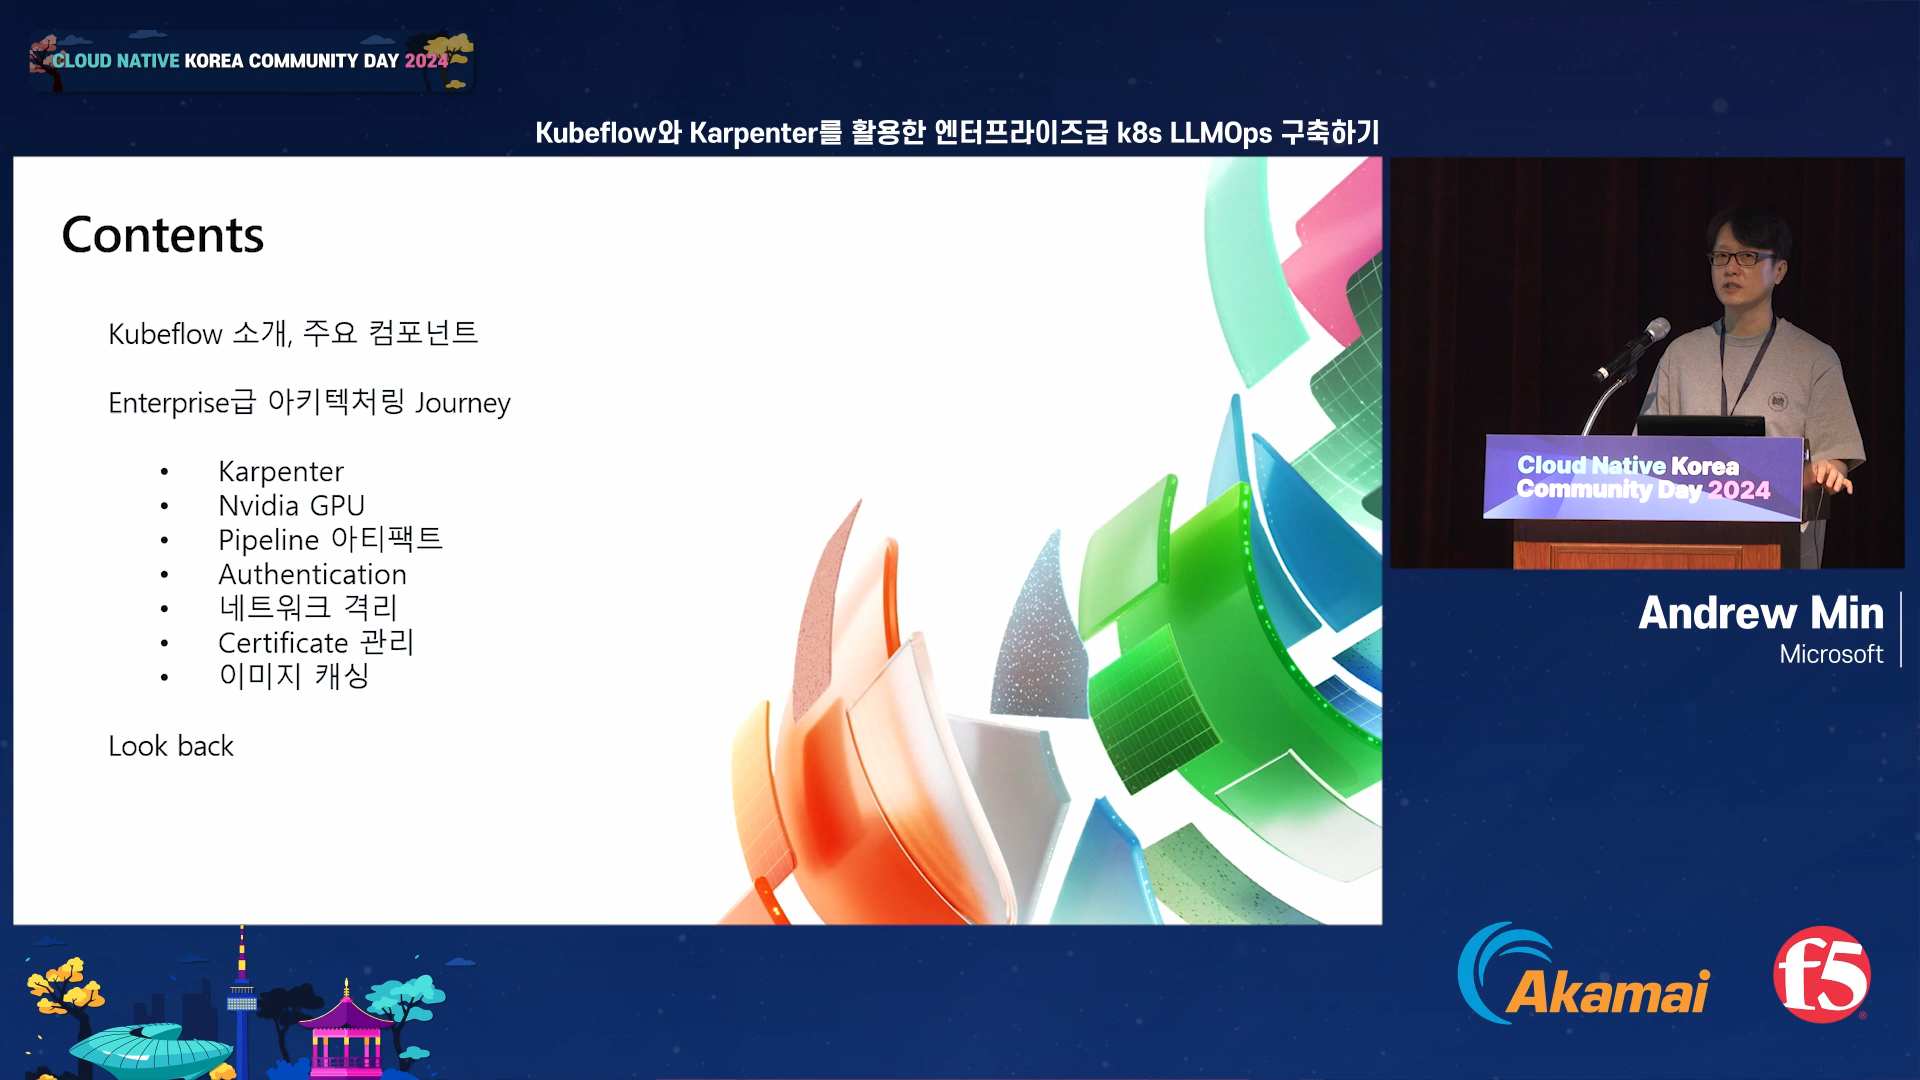 CLOUD NATIVE KOREA COMMUNITY DAY 2024
Kubeflow와 Karpenter를 활용한 엔터프라이즈급 k8s LLMOps 구축하기
Contents
Kubeflow 소개, 주요 컴포넌트
Enterprise급 아키텍처링 Journey
• Karpenter
• Nvidia GPU
• Pipeline 아티팩트
• Authentication
• 네트워크 격리
• Certificate 관리
• 이미지 캐싱
Look back
Cloud Native Korea
Community Day 2024
Andrew Min
Microsoft
Akamai
f5